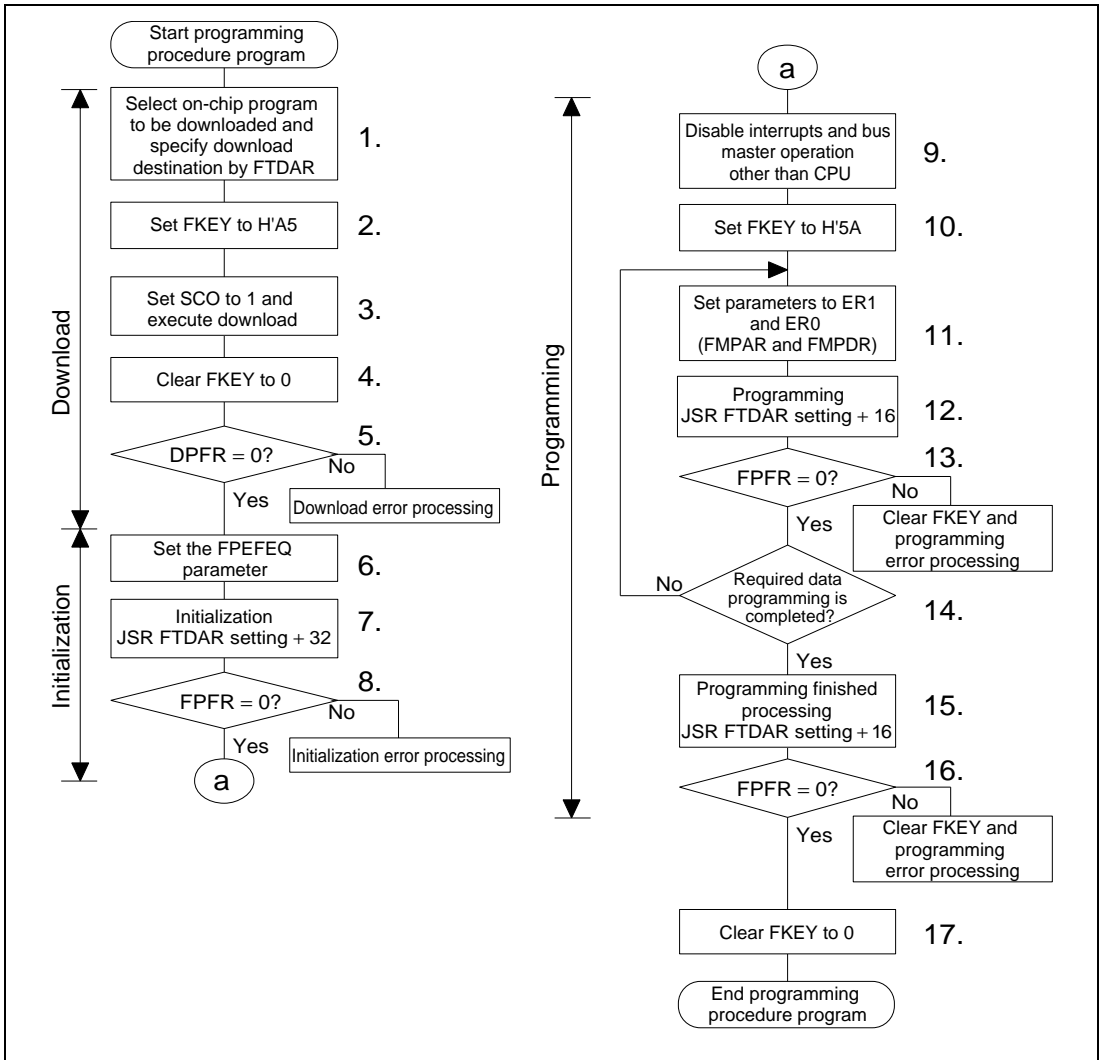 Start programming
procedure program
Download
Select on-chip program
to be downloaded and
specify download
destination by FTDAR
1.
Set FKEY to H'A5
2.
Set SCO to 1 and
execute download
3.
Clear FKEY to 0
4.
5.
DPFR = 0?
No
Yes
Download error processing
Initialization
Set the FPEFEQ
parameter
6.
Initialization
JSR FTDAR setting + 32
7.
8.
FPFR = 0?
No
Yes
Initialization error processing
a
a
Programming
Disable interrupts and bus
master operation
other than CPU
9.
Set FKEY to H'5A
10.
Set parameters to ER1
and ER0
(FMPAR and FMPDR)
11.
Programming
JSR FTDAR setting + 16
12.
13.
FPFR = 0?
No
Yes
Clear FKEY and
programming
error processing
No
Required data
programming is
completed?
14.
Yes
Programming finished
processing
JSR FTDAR setting + 16
15.
16.
FPFR = 0?
No
Yes
Clear FKEY and
programming
error processing
Clear FKEY to 0
17.
End programming
procedure program